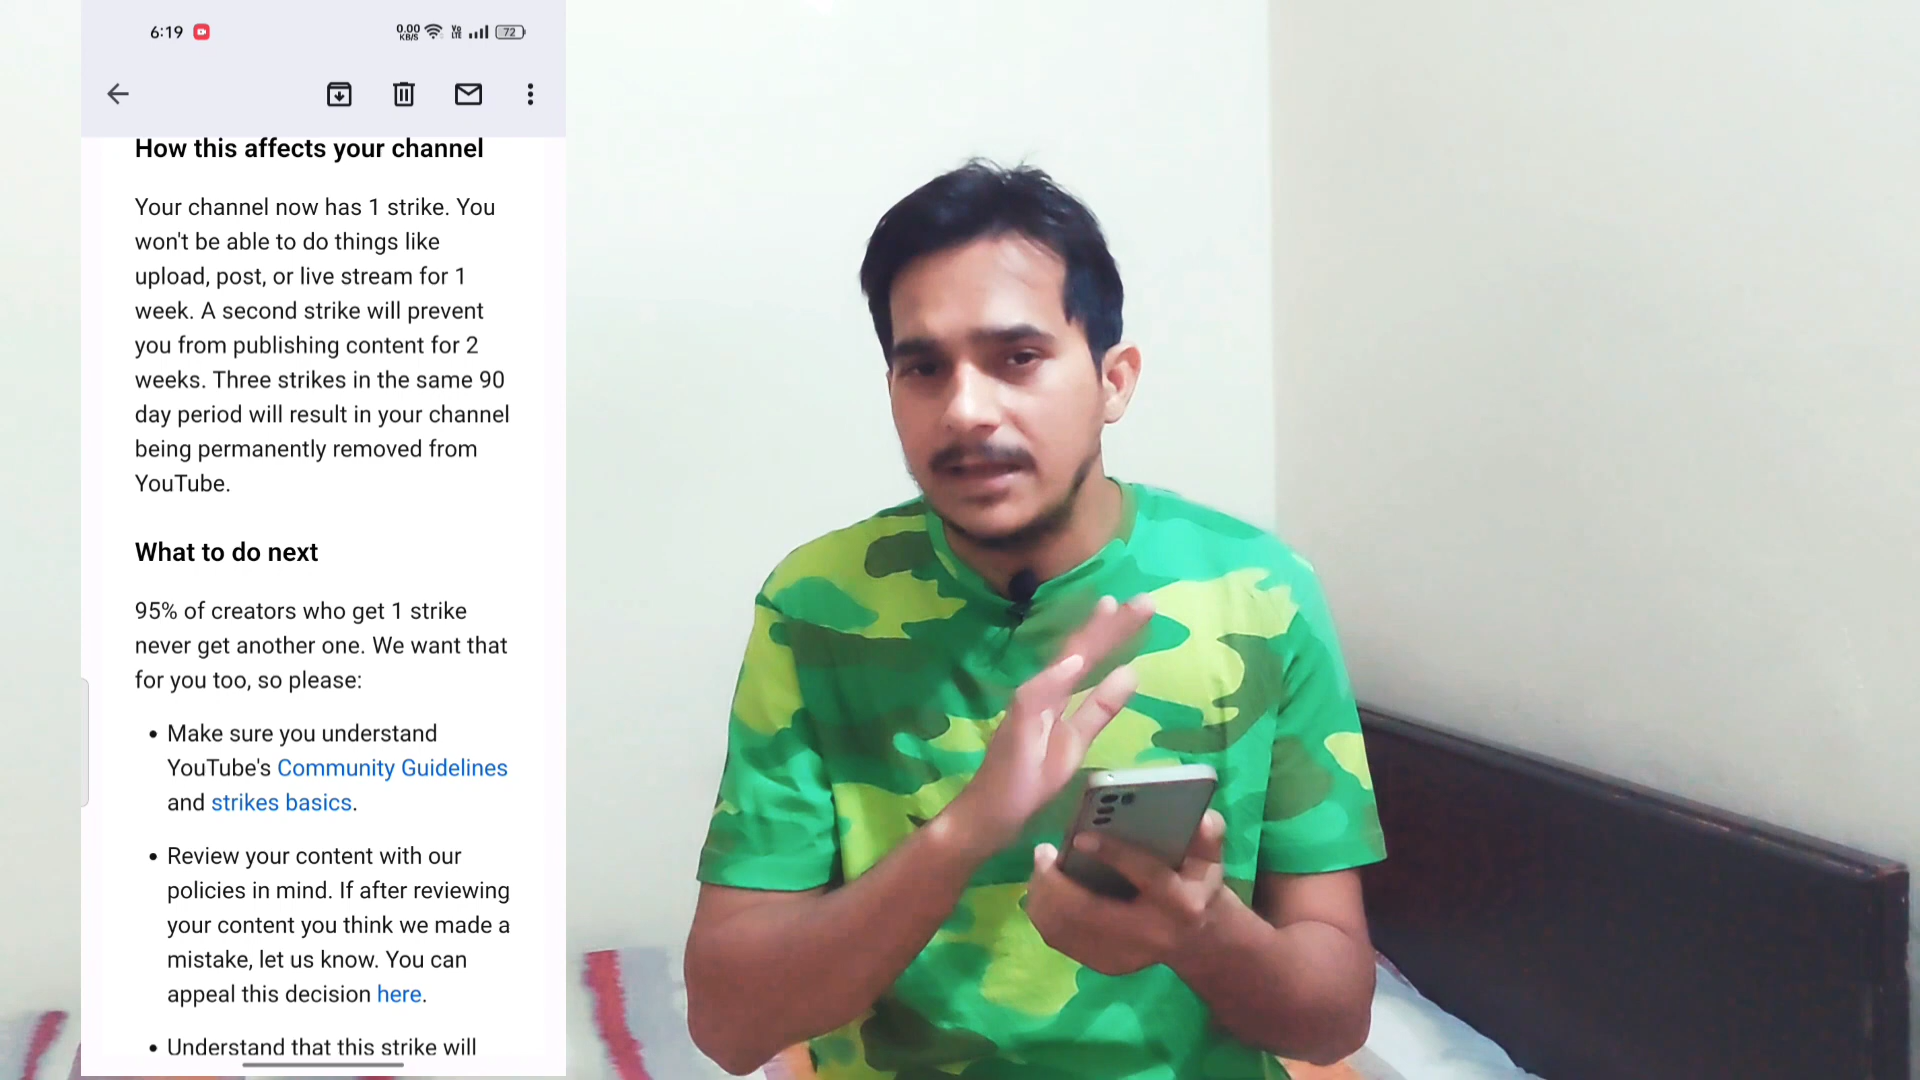 6:19
0.00
KB/S
Vo
LTE
72
How this affects your channel
Your channel now has 1 strike. You
won't be able to do things like
upload, post, or live stream for 1
week. A second strike will prevent
you from publishing content for 2
weeks. Three strikes in the same 90
day period will result in your channel
being permanently removed from
YouTube.
What to do next
95% of creators who get 1 strike
never get another one. We want that
for you too, so please:
• Make sure you understand
YouTube's Community Guidelines
and strikes basics.
• Review your content with our
policies in mind. If after reviewing
your content you think we made a
mistake, let us know. You can
appeal this decision here.
• Understand that this strike will